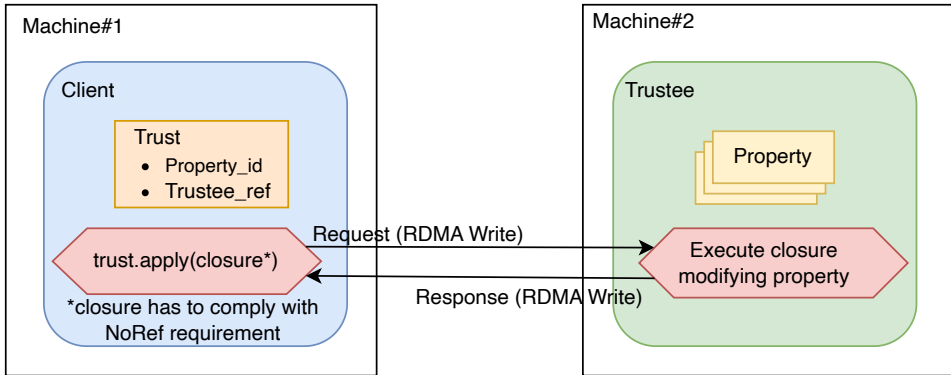 Machine#1
Client
Trust
• Property_id
• Trustee_ref
trust.apply(closure*)
*closure has to comply with
NoRef requirement
Request (RDMA Write)
Response (RDMA Write)
Machine#2
Trustee
Property
Execute closure
modifying property